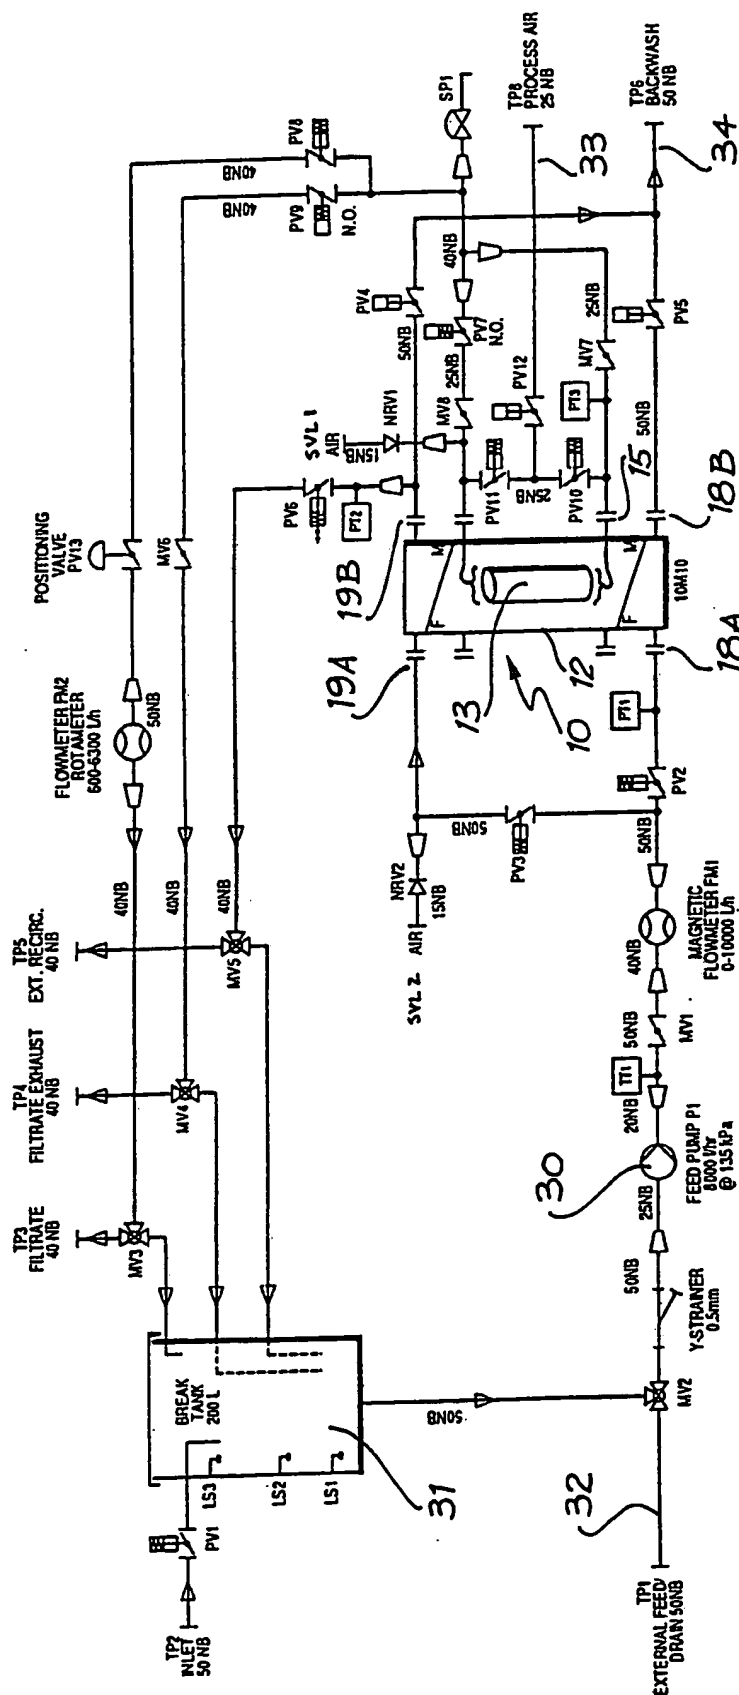 TP2
INLET
50 NB
PV1
BREAK
TANK
200 L
LS3
LS2
LS1
31
TP3
FILTRATE
40 NB
MV3
TP4
FILTRATE EXHAUST
40 NB
MV4
TP5
EXT. RECIRC.
40 NB
MV5
40NB
40NB
40NB
FLOWMETER FM2
ROTAMETER
600-6300 L/h
50NB
POSITIONING
VALVE
PV13
MV6
40NB
PV8
40NB
PV9
N.O.
SP1
TP8
PROCESS AIR
25 NB
33
TP6
BACKWASH
50 NB
34
PV6
PT2
SVL 1
AIR
15NB
NRV1
50NB
PV4
40NB
PV7
N.O.
25NB
MV8
PV12
PV11
25NB
PV10
25NB
MV7
PT3
15
50NB
PV5
18B
19B
19A
F
M
F
M
10M10
13
12
10
18A
SVL 2
AIR
NRV2
15NB
50NB
PV3
PT1
PV2
50NB
MAGNETIC
FLOWMETER FM1
0-10000 L/h
40NB
50NB
MV1
TT1
20NB
FEED PUMP P1
8000 l/hr
@ 135 kPa
30
25NB
50NB
Y-STRAINER
0.5mm
50NB
MV2
32
TP1
EXTERNAL FEED/
DRAIN 50NB